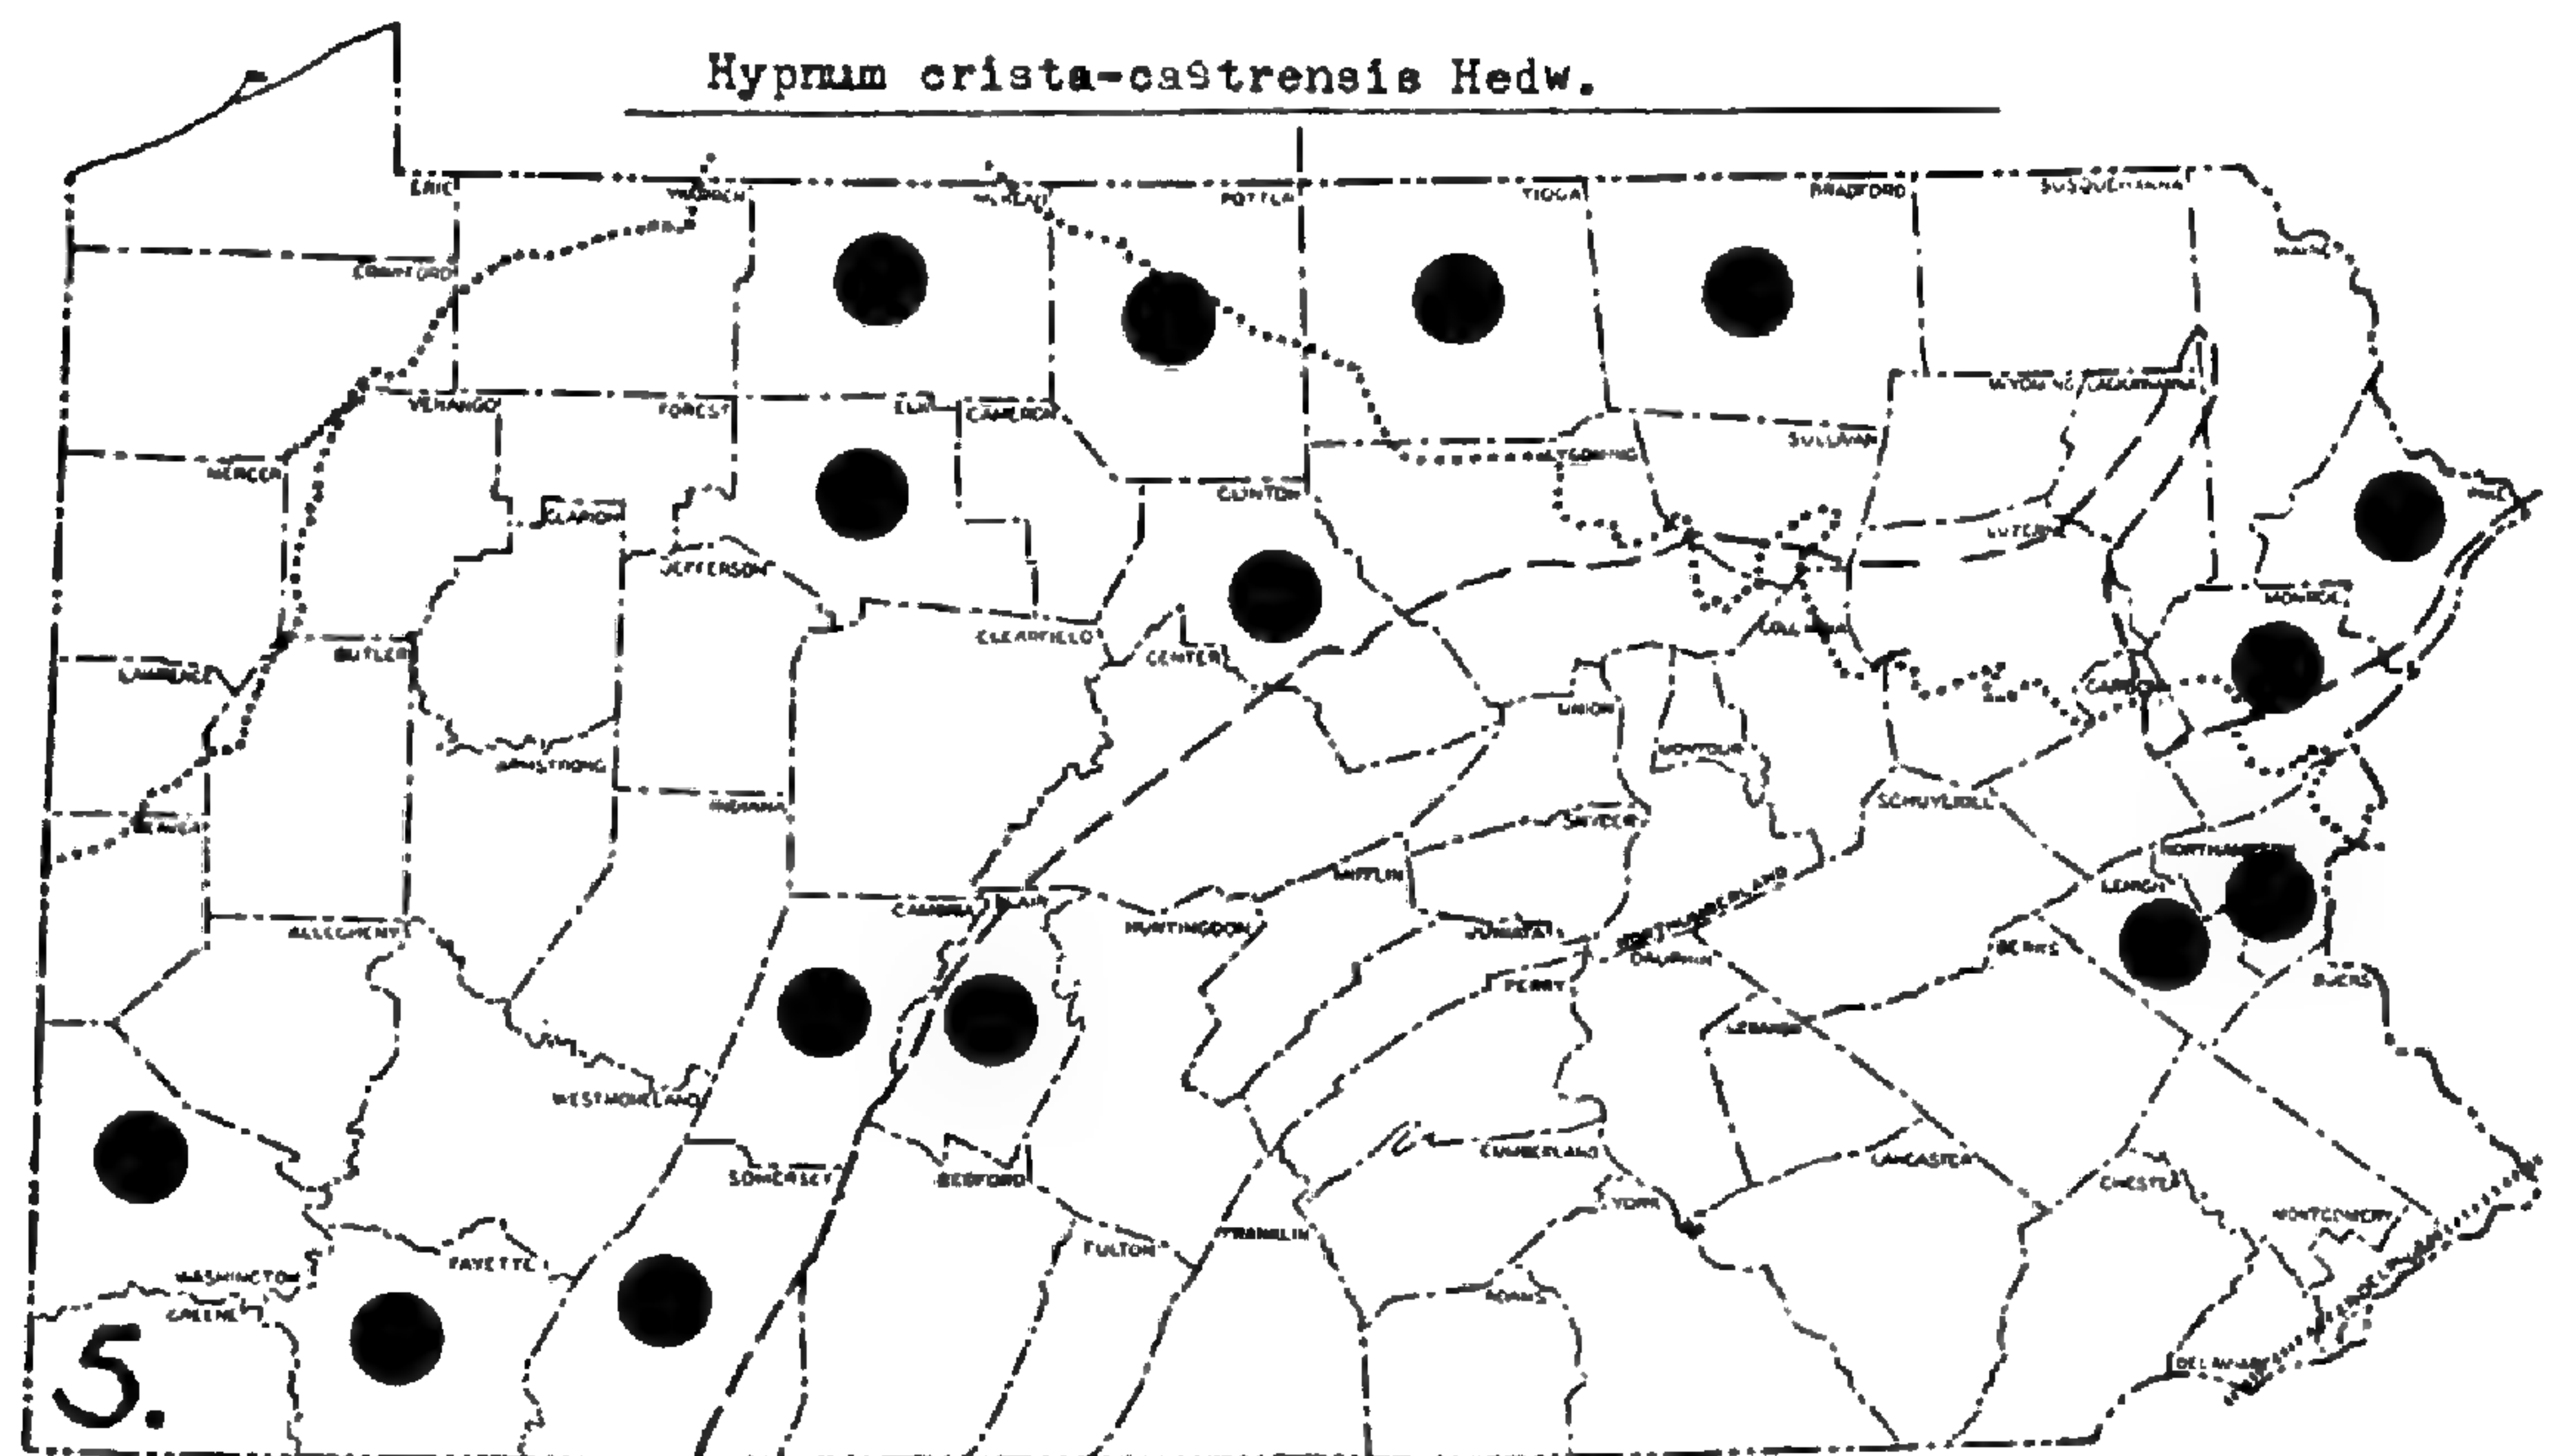 Hypnum crista-castrensis Hedw.
ERIE
WARREN
McKEAN
POTTER
TIOGA
BRADFORD
SUSQUEHANNA
WAYNE
CRAWFORD
VENANGO
FOREST
ELK
CAMERON
WYOMING
LACKAWANNA
MERCER
CLINTON
LYCOMING
SULLIVAN
PIKE
CLARION
LUZERNE
JEFFERSON
MONROE
CLEARFIELD
CENTER
COLUMBIA
BUTLER
LAWRENCE
UNION
CARBON
MONTOUR
ARMSTRONG
INDIANA
SCHUYLKILL
BEAVER
SNYDER
NORTHAMPTON
MIFFLIN
LEHIGH
CAMBRIA
BLAIR
HUNTINGDON
NORTHUMBERLAND
ALLEGHENY
JUNIATA
DAUPHIN
BERKS
PERRY
BUCKS
LEBANON
WESTMORELAND
CUMBERLAND
LANCASTER
SOMERSET
BEDFORD
CHESTER
YORK
MONTGOMERY
FULTON
FRANKLIN
FAYETTE
WASHINGTON
GREENE
ADAMS
DELAWARE
5.